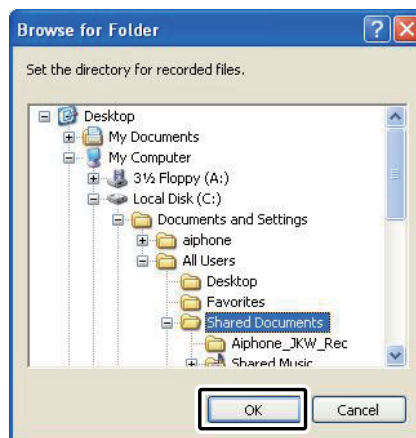 Browse for Folder
Set the directory for recorded files.
Desktop
My Documents
My Computer
3½ Floppy (A:)
Local Disk (C:)
Documents and Settings
aiphone
All Users
Desktop
Favorites
Shared Documents
Aiphone_JKW_Rec
Shared Music
OK Cancel